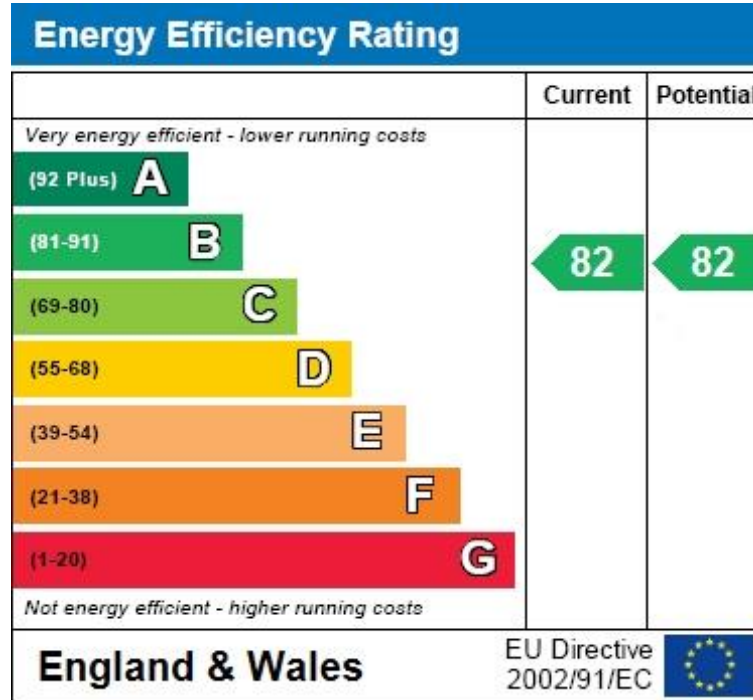 Energy Efficiency Rating
Current Potential
Very energy efficient - lower running costs
(92 Plus) A
(81-91) B
82 82
(69-80) C
(55-68) D
(39-54) E
(21-38) F
(1-20) G
Not energy efficient - higher running costs
England & Wales
EU Directive
2002/91/EC